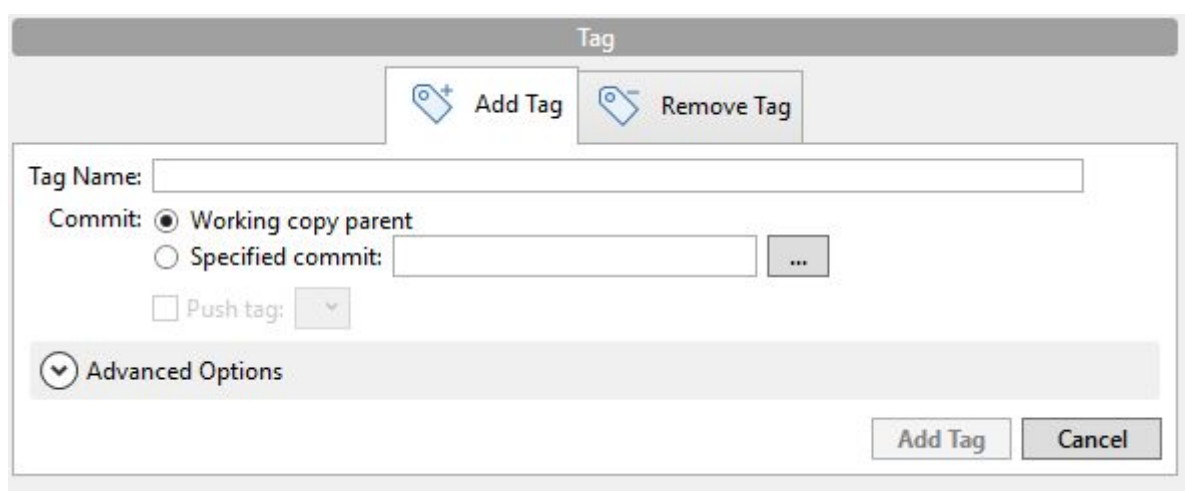 Tag
Add Tag
Remove Tag
Tag Name:
Commit: Working copy parent
Specified commit: ...
Push tag:
Advanced Options
Add Tag Cancel